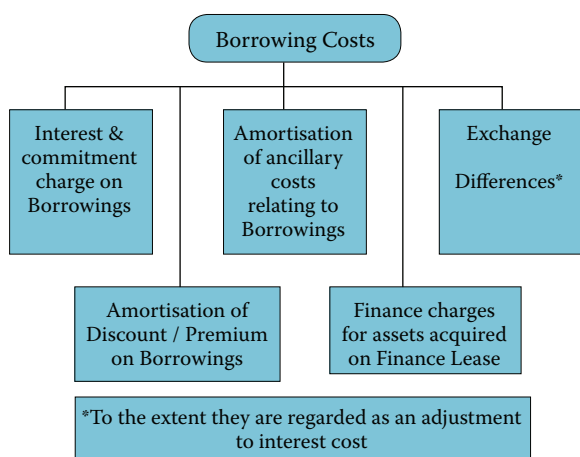 Borrowing Costs
Interest &
commitment
charge on
Borrowings
Amortisation
of ancillary
costs
relating to
Borrowings
Exchange
Differences*
Amortisation of
Discount / Premium
on Borrowings
Finance charges
for assets acquired
on Finance Lease
*To the extent they are regarded as an adjustment
to interest cost